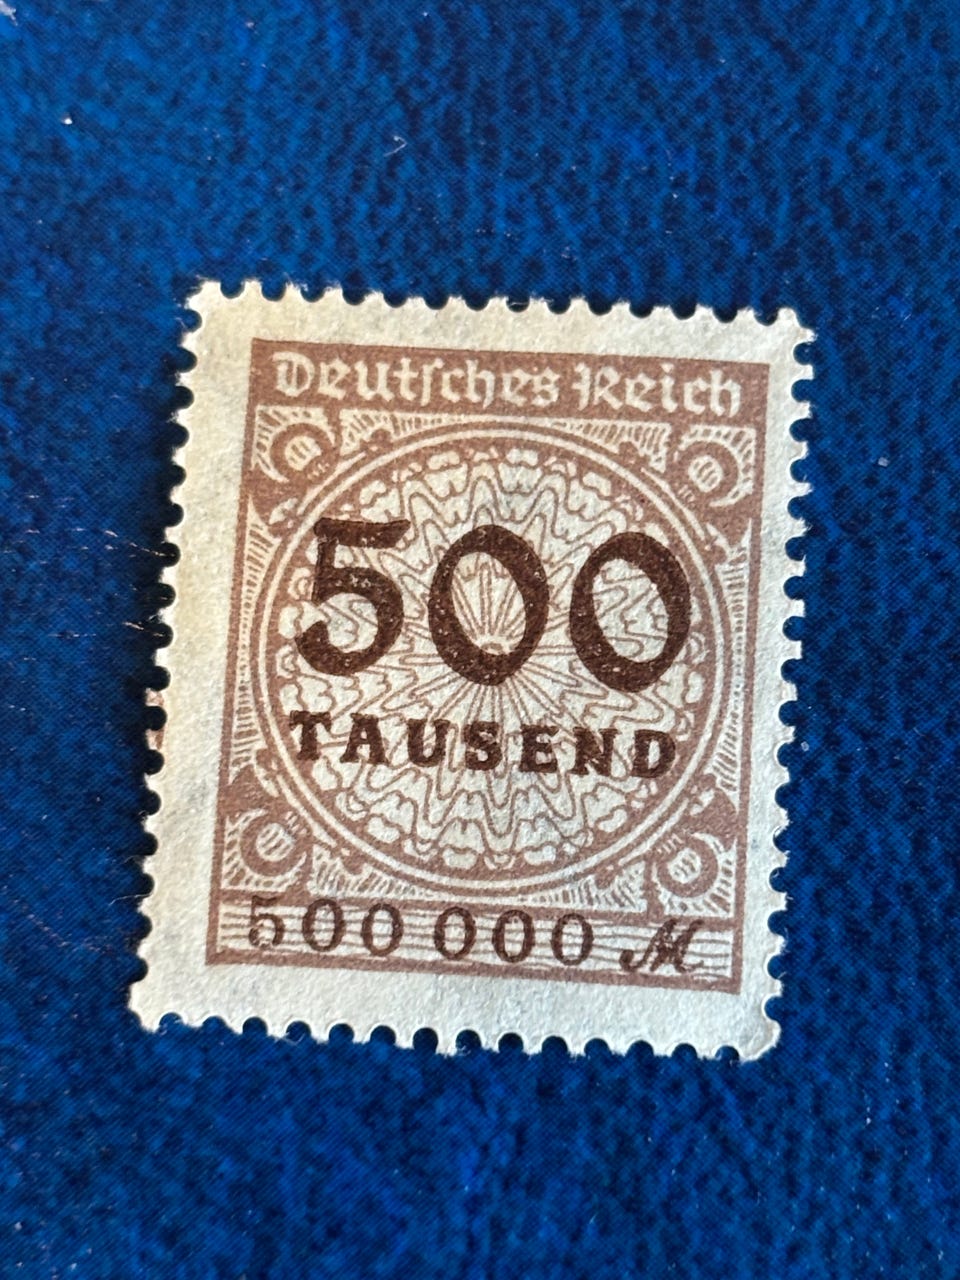 Deutſches Reich
500
TAUSEND
500 000 M